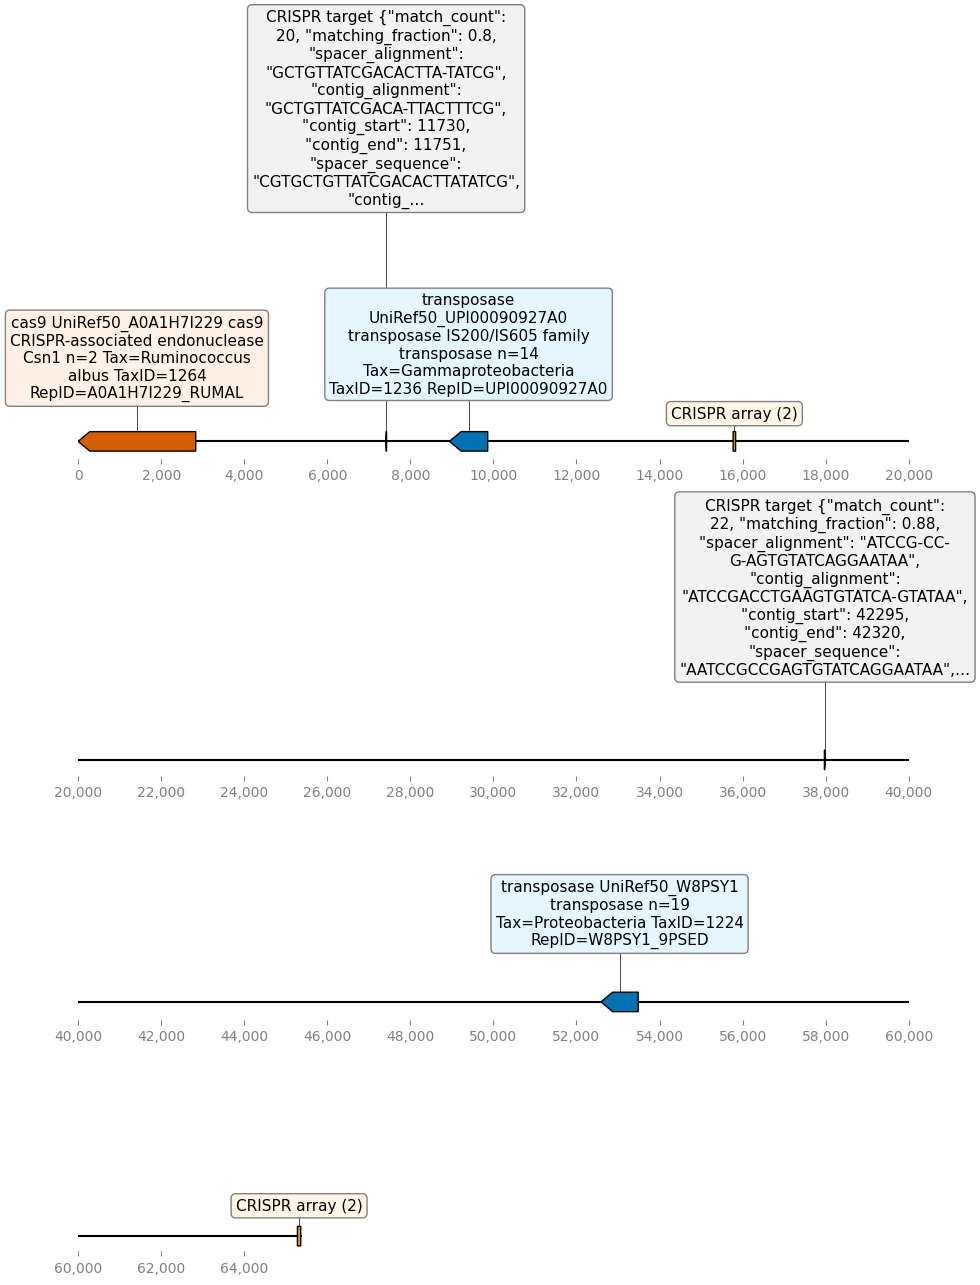 CRISPR target {"match_count":
20, "matching_fraction": 0.8,
"spacer_alignment":
"GCTGTTATCGACACTTA-TATCG",
"contig_alignment":
"GCTGTTATCGACA-TTACTTTCG",
"contig_start": 11730,
"contig_end": 11751,
"spacer_sequence":
"CGTGCTGTTATCGACACTTATATCG",
"contig_...
cas9 UniRef50_A0A1H7I229 cas9
CRISPR-associated endonuclease
Csn1 n=2 Tax=Ruminococcus
albus TaxID=1264
RepID=A0A1H7I229_RUMAL
transposase
UniRef50_UPI00090927A0
transposase IS200/IS605 family
transposase n=14
Tax=Gammaproteobacteria
TaxID=1236 RepID=UPI00090927A0
CRISPR array (2)
0 2,000 4,000 6,000 8,000 10,000 12,000 14,000 16,000 18,000 20,000
CRISPR target {"match_count":
22, "matching_fraction": 0.88,
"spacer_alignment": "ATCCG-CC-
G-AGTGTATCAGGAATAA",
"contig_alignment":
"ATCCGACCTGAAGTGTATCA-GTATAA",
"contig_start": 42295,
"contig_end": 42320,
"spacer_sequence":
"AATCCGCCGAGTGTATCAGGAATAA",...
20,000 22,000 24,000 26,000 28,000 30,000 32,000 34,000 36,000 38,000 40,000
transposase UniRef50_W8PSY1
transposase n=19
Tax=Proteobacteria TaxID=1224
RepID=W8PSY1_9PSED
40,000 42,000 44,000 46,000 48,000 50,000 52,000 54,000 56,000 58,000 60,000
CRISPR array (2)
60,000 62,000 64,000